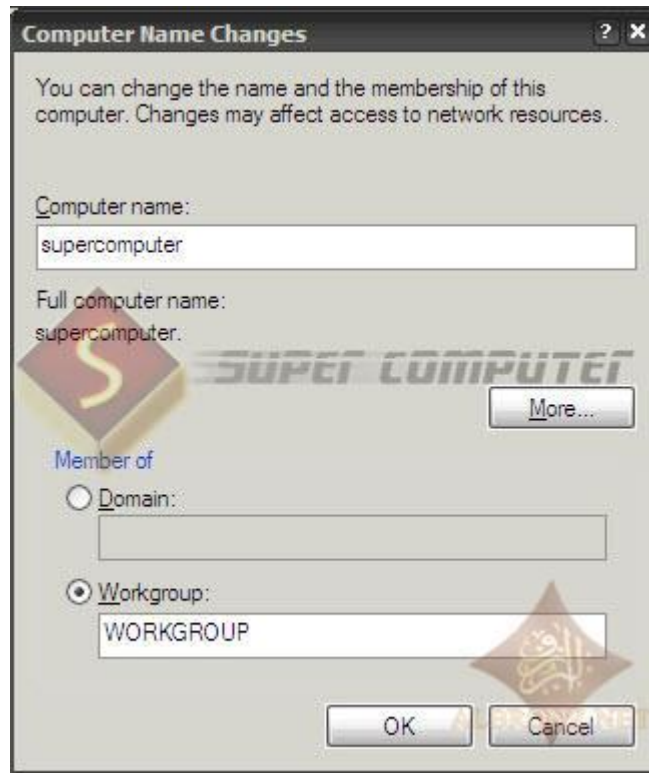 Computer Name Changes
You can change the name and the membership of this
computer. Changes may affect access to network resources.
Computer name:
supercomputer
Full computer name:
supercomputer.
S
SUPER COMPUTER
More...
Member of
Domain:
Workgroup:
WORKGROUP
OK
Cancel